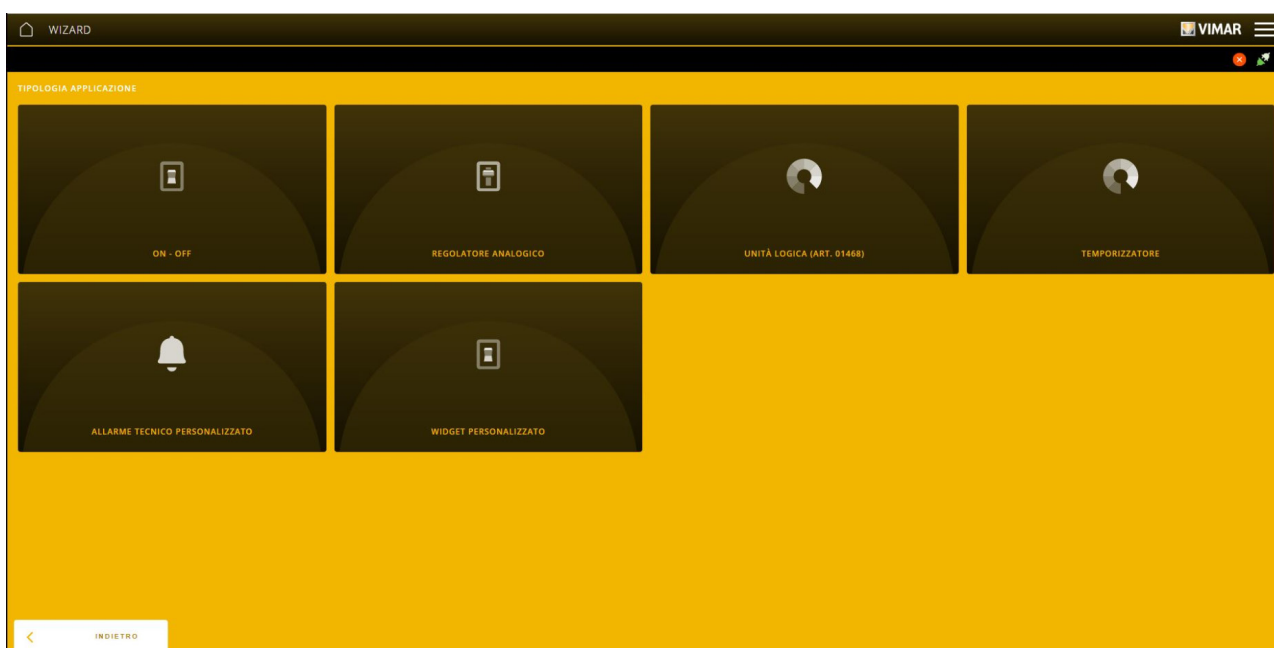 WIZARD
VIMAR
TIPOLOGIA APPLICAZIONE
ON - OFF
REGOLATORE ANALOGICO
UNITÀ LOGICA (ART. 01468)
TEMPORIZZATORE
ALLARME TECNICO PERSONALIZZATO
WIDGET PERSONALIZZATO
INDIETRO